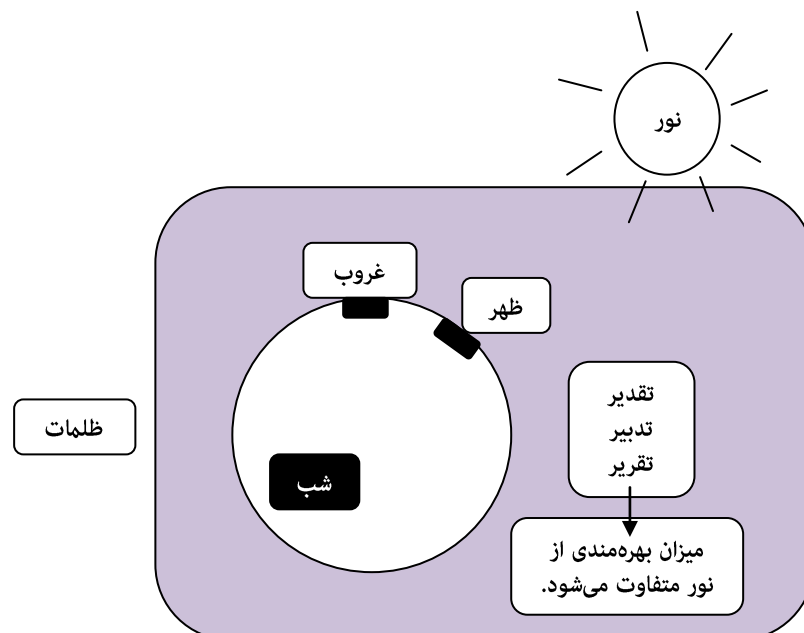 نور
غروب
ظهر
تقدیر
تدبیر
تقریر
ظلمات
شب
میزان بهره‌مندی از
نور متفاوت می‌شود.